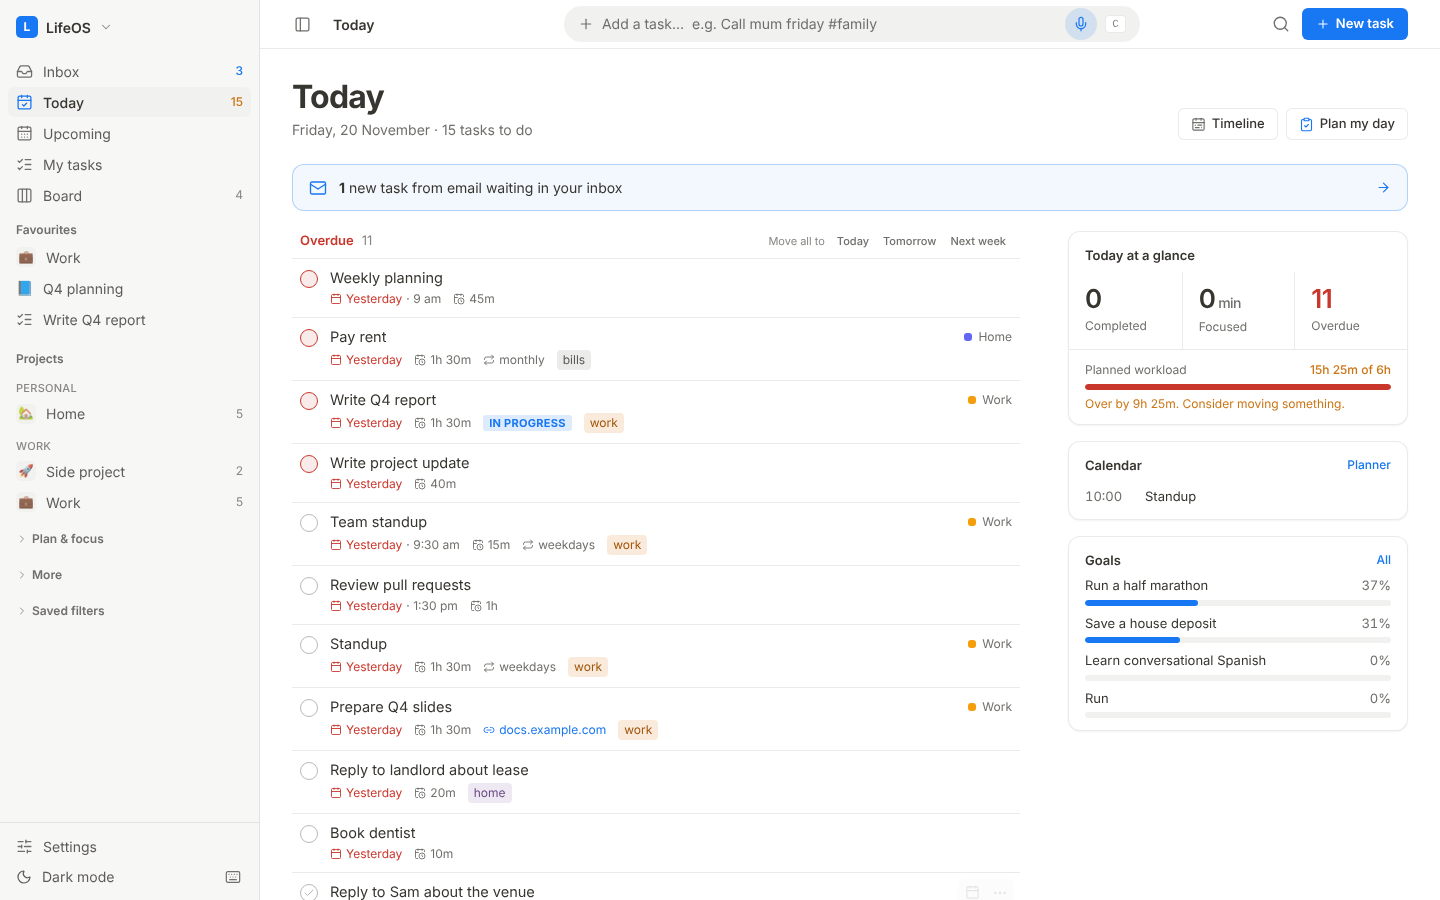 L LifeOS
Inbox 3
Today 15
Upcoming
My tasks
Board 4
Favourites
Work
Q4 planning
Write Q4 report
Projects
PERSONAL
Home 5
WORK
Side project 2
Work 5
Plan & focus
More
Saved filters
Settings
Dark mode
Today
Add a task... e.g. Call mum friday #family
C
New task
Today
Friday, 20 November · 15 tasks to do
Timeline
Plan my day
1 new task from email waiting in your inbox
Overdue 11
Move all to Today Tomorrow Next week
Weekly planning
Yesterday · 9 am 45m
Pay rent Home
Yesterday 1h 30m monthly bills
Write Q4 report Work
Yesterday 1h 30m IN PROGRESS work
Write project update
Yesterday 40m
Team standup Work
Yesterday · 9:30 am 15m weekdays work
Review pull requests
Yesterday · 1:30 pm 1h
Standup Work
Yesterday 1h 30m weekdays work
Prepare Q4 slides Work
Yesterday 1h 30m docs.example.com work
Reply to landlord about lease
Yesterday 20m home
Book dentist
Yesterday 10m
Reply to Sam about the venue
Today at a glance
0 0 min 11
Completed Focused Overdue
Planned workload 15h 25m of 6h
Over by 9h 25m. Consider moving something.
Calendar Planner
10:00 Standup
Goals All
Run a half marathon 37%
Save a house deposit 31%
Learn conversational Spanish 0%
Run 0%